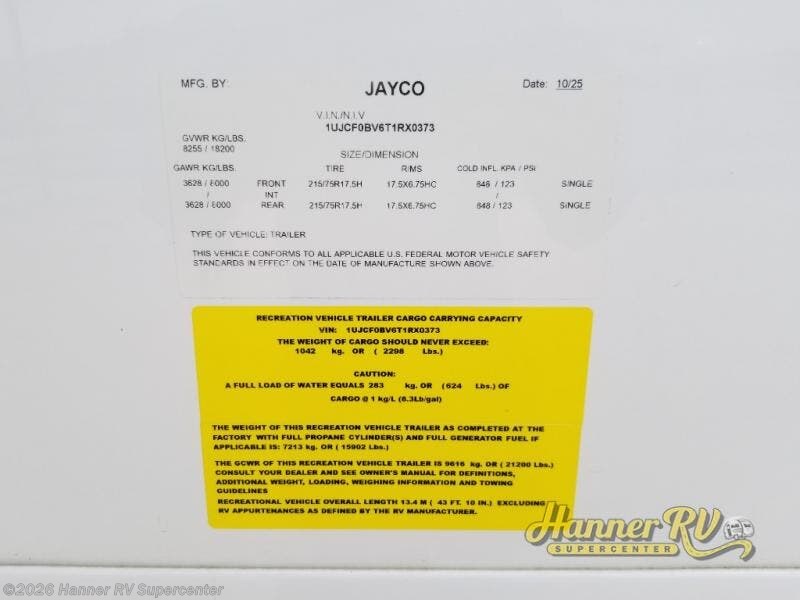 MFG. BY: JAYCO Date: 10/25
V.I.N./N.I.V
1UJCF0BV6T1RX0373
GVWR KG/LBS.
8255 / 18200
SIZE/DIMENSION
GAWR KG/LBS. TIRE RIMS COLD INFL. KPA / PSI
3628 / 8000 FRONT 215/75R17.5H 17.5X6.75HC 848 / 123 SINGLE
/ INT /
3628 / 8000 REAR 215/75R17.5H 17.5X6.75HC 848 / 123 SINGLE
TYPE OF VEHICLE: TRAILER
THIS VEHICLE CONFORMS TO ALL APPLICABLE U.S. FEDERAL MOTOR VEHICLE SAFETY
STANDARDS IN EFFECT ON THE DATE OF MANUFACTURE SHOWN ABOVE.
RECREATION VEHICLE TRAILER CARGO CARRYING CAPACITY
VIN: 1UJCF0BV6T1RX0373
THE WEIGHT OF CARGO SHOULD NEVER EXCEED:
1042 kg. OR ( 2298 Lbs.)
CAUTION:
A FULL LOAD OF WATER EQUALS 283 kg. OR (624 Lbs.) OF
CARGO @ 1 kg/L (8.3Lb/gal)
THE WEIGHT OF THIS RECREATION VEHICLE TRAILER AS COMPLETED AT THE
FACTORY WITH FULL PROPANE CYLINDER(S) AND FULL GENERATOR FUEL IF
APPLICABLE IS: 7213 kg. OR ( 15902 Lbs.)
THE GCWR OF THIS RECREATION VEHICLE TRAILER IS 9616 kg. OR ( 21200 Lbs.)
CONSULT YOUR DEALER AND SEE OWNER'S MANUAL FOR DEFINITIONS,
ADDITIONAL WEIGHT, LOADING, WEIGHING INFORMATION AND TOWING
GUIDELINES
RECREATIONAL VEHICLE OVERALL LENGTH 13.4 M ( 43 FT. 10 IN.) EXCLUDING
RV APPURTENANCES AS DEFINED BY THE RV MANUFACTURER.
Hanner RV
SUPERCENTER
©2026 Hanner RV Supercenter